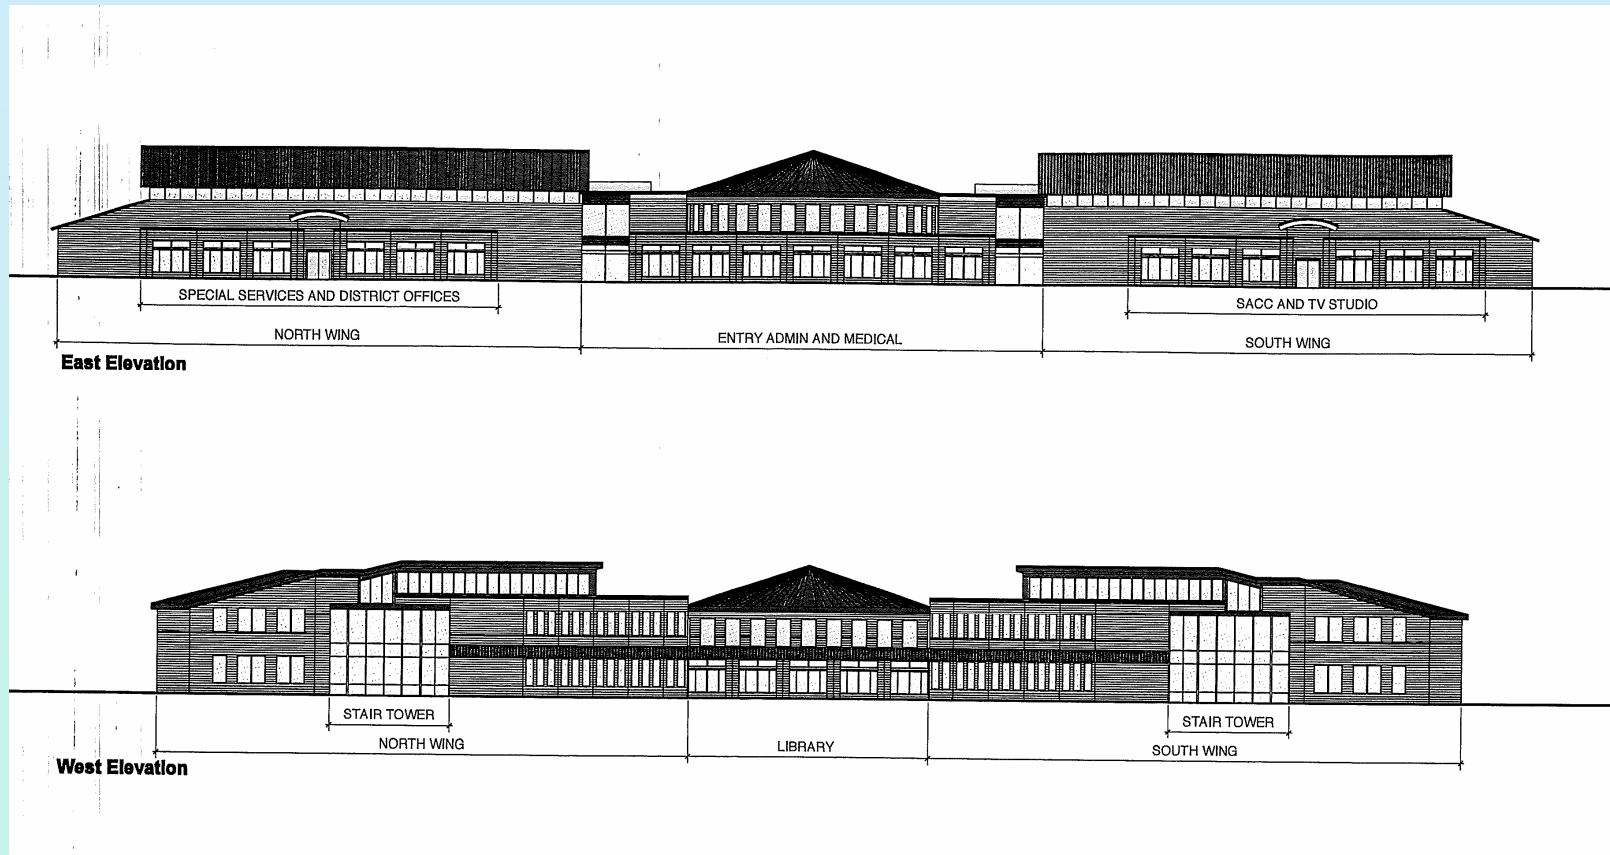 SPECIAL SERVICES AND DISTRICT OFFICES
SACC AND TV STUDIO
NORTH WING
ENTRY ADMIN AND MEDICAL
SOUTH WING
East Elevation
STAIR TOWER
STAIR TOWER
NORTH WING
LIBRARY
SOUTH WING
West Elevation